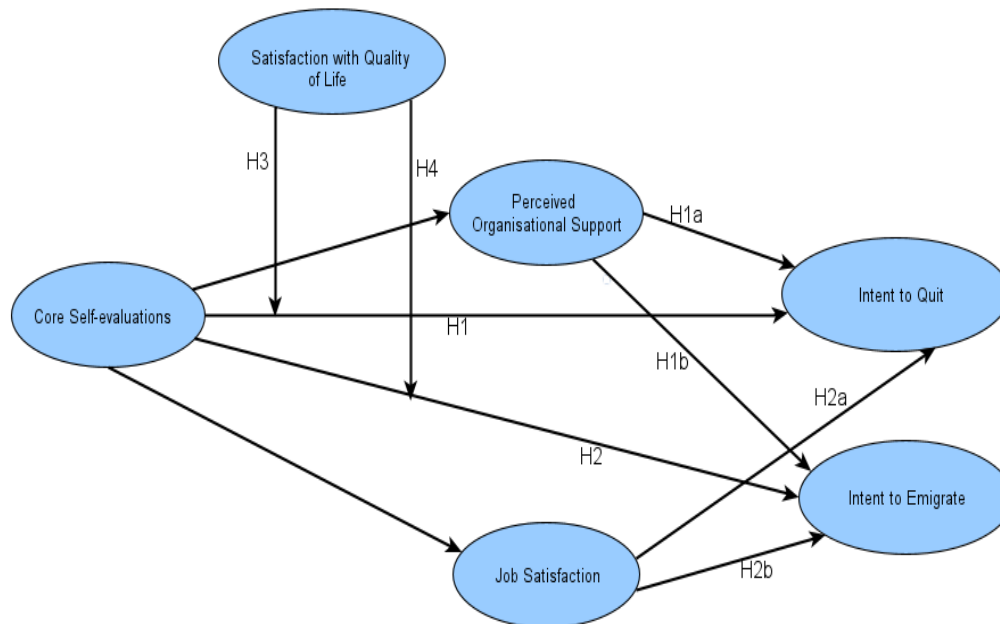 Satisfaction with Quality
of Life
H3
H4
Perceived
Organisational Support
H1a
Core Self-evaluations
Intent to Quit
H1
H1b
H2a
H2
Intent to Emigrate
Job Satisfaction
H2b